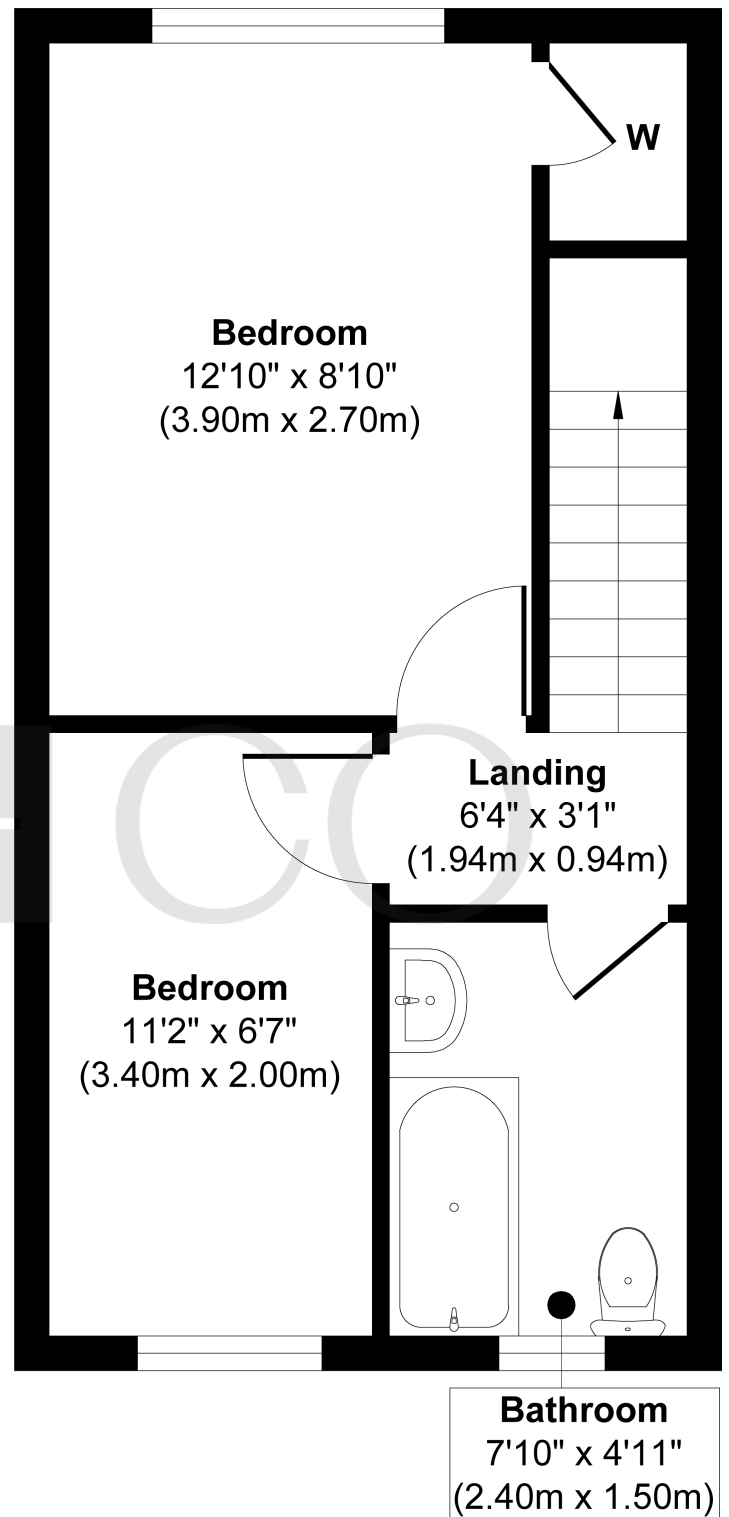 W
Bedroom
12'10" x 8'10"
(3.90m x 2.70m)
Landing
6'4" x 3'1"
(1.94m x 0.94m)
HCO
Bedroom
11'2" x 6'7"
(3.40m x 2.00m)
Bathroom
7'10" x 4'11"
(2.40m x 1.50m)